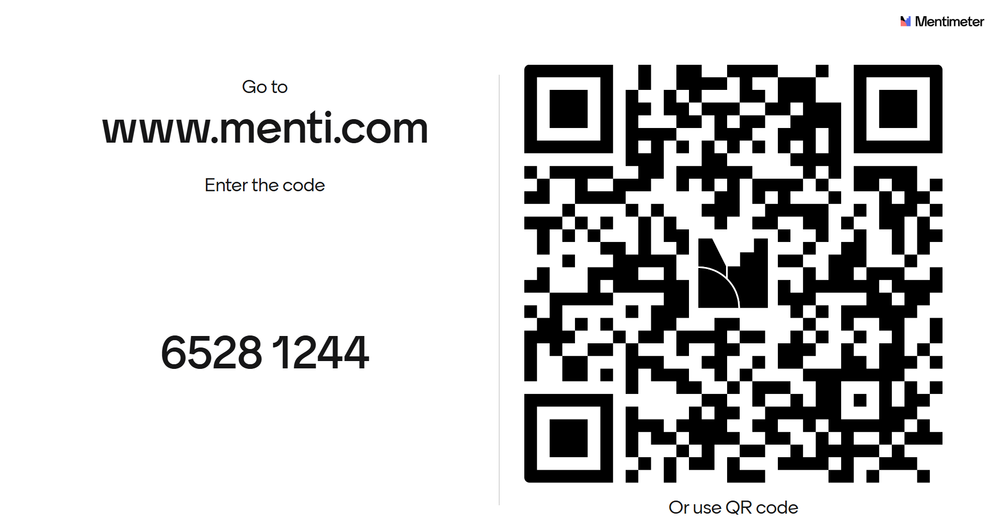 Mentimeter
Go to
www.menti.com
Enter the code
6528 1244
Or use QR code